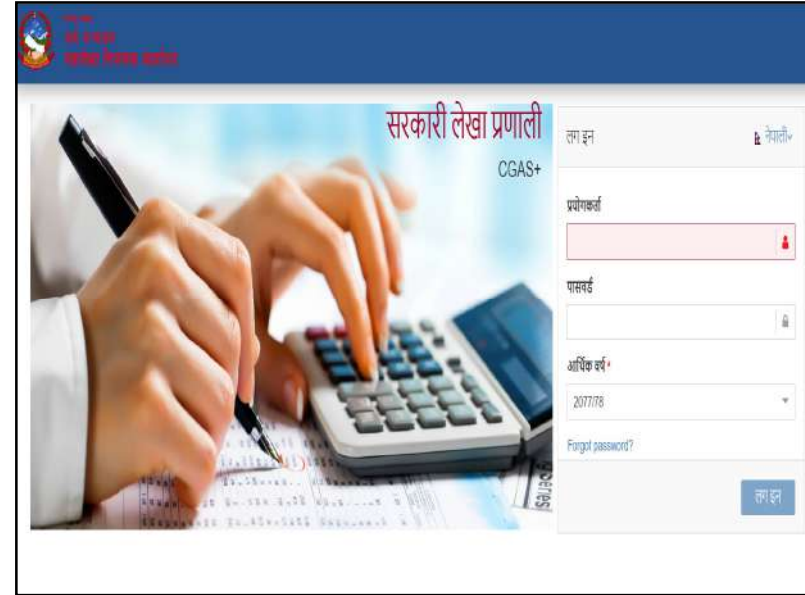 सरकारी लेखा प्रणाली
CGAS+
लग इन
नेपाली
प्रयोगकर्ता
पासवर्ड
आर्थिक वर्ष *
2077/78
Forgot password?
लग इन